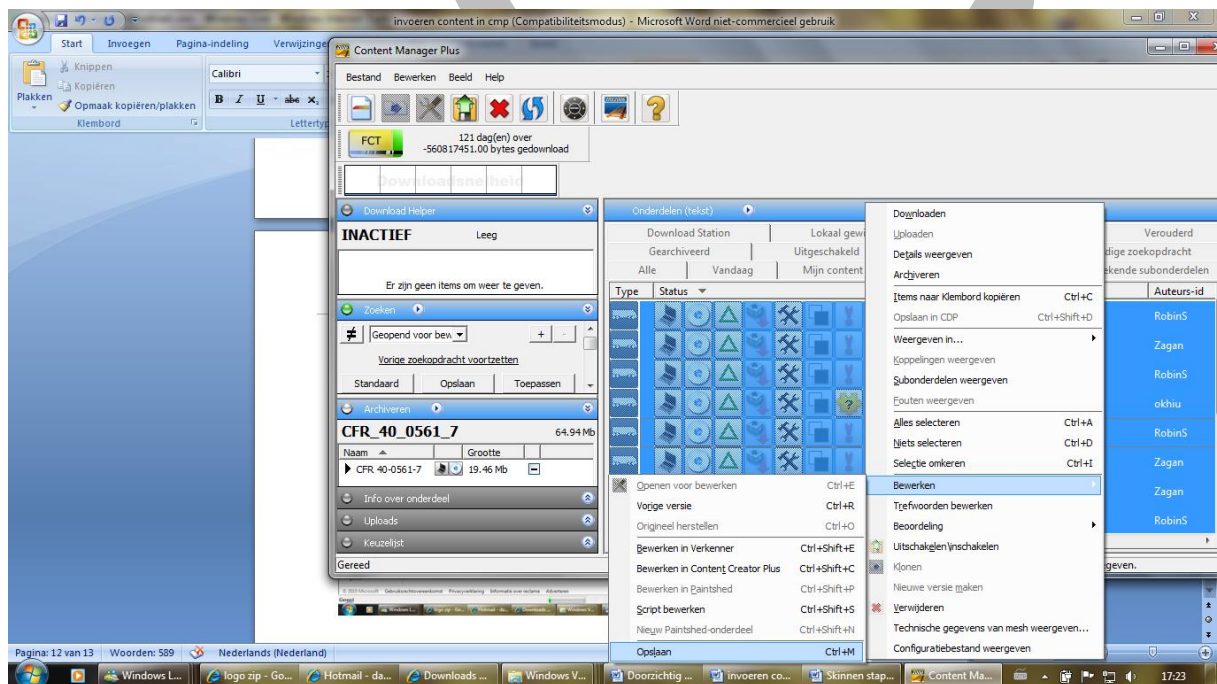 invoeren content in cmp (Compatibiliteitsmodus) - Microsoft Word niet-commercieel gebruik
Start Invoegen Pagina-indeling Verwijzinge
Knippen
Kopiëren
Plakken
Opmaak kopiëren/plakken
Klembord
Calibri
B I U abe x,
Lettertyp
Content Manager Plus
Bestand Bewerken Beeld Help
FCT
121 dag(en) over
-560817451.00 bytes gedownload
Downloadsnelheid
Download Helper
INACTIEF Leeg
Er zijn geen items om weer te geven.
Zoeken
≠ Geopend voor bew + -
Vorige zoekopdracht voortzetten
Standaard Opslaan Toepassen
Archiveren
CFR_40_0561_7 64.94Mb
Naam Grootte
CFR 40-0561-7 19.46 Mb
Info over onderdeel
Uploads
Keuzelijst
Gereed
Onderdelen (tekst)
Download Station Lokaal gewi Verouderd
Gearchiveerd Uitgeschakeld dige zoekopdracht
Alle Vandaag Mijn content ekende subonderdelen
Type Status Auteurs-id
RobinS
Zagan
RobinS
okhiu
RobinS
Zagan
Zagan
RobinS
geven.
Downloaden
Uploaden
Details weergeven
Archiveren
Items naar Klembord kopiëren Ctrl+C
Opslaan in CDP Ctrl+Shift+D
Weergeven in...
Koppelingen weergeven
Subonderdelen weergeven
Fouten weergeven
Alles selecteren Ctrl+A
Niets selecteren Ctrl+D
Selectie omkeren Ctrl+I
Bewerken
Trefwoorden bewerken
Beoordeling
Uitschakelen\inschakelen
Klonen
Nieuwe versie maken
Verwijderen
Technische gegevens van mesh weergeven...
Configuratiebestand weergeven
Openen voor bewerken Ctrl+E
Vorige versie Ctrl+R
Origineel herstellen Ctrl+O
Bewerken in Verkenner Ctrl+Shift+E
Bewerken in Content Creator Plus Ctrl+Shift+C
Bewerken in Paintshed Ctrl+Shift+P
Script bewerken Ctrl+Shift+S
Nieuw Paintshed-onderdeel Ctrl+Shift+N
Opslaan Ctrl+M
Pagina: 12 van 13 Woorden: 589 Nederlands (Nederland)
Windows L... logo zip - Go... Hotmail - da... Downloads ... Windows V... Doorzichtig ... invoeren co... Skinnen stap... Content Ma... 17:23